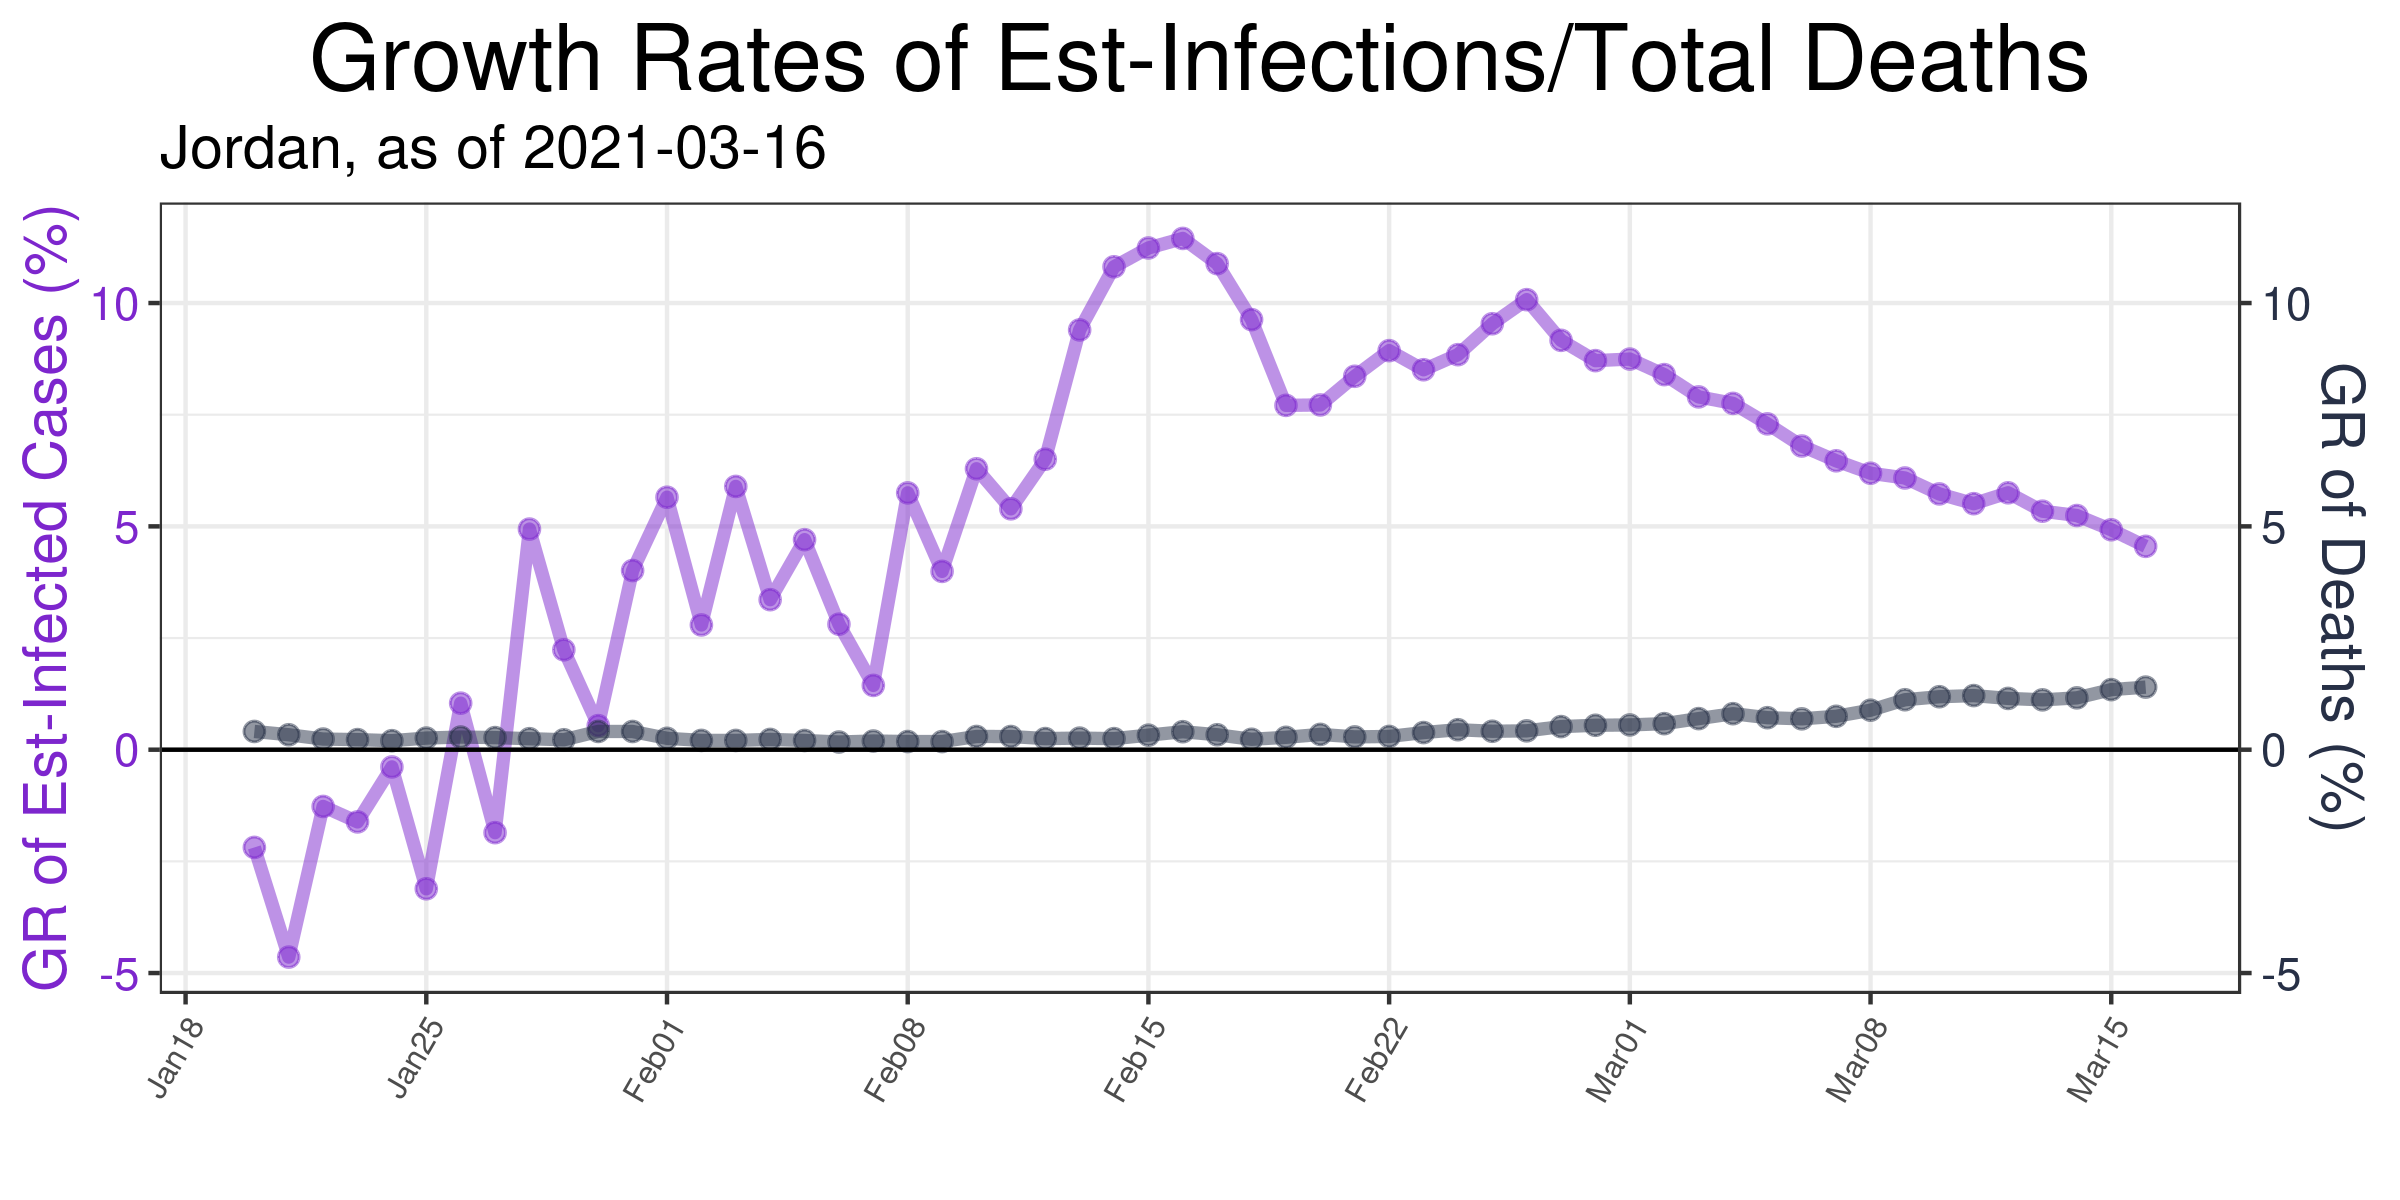 Growth Rates of Est-Infections/Total Deaths
Jordan, as of 2021-03-16
GR of Est-Infected Cases (%)
10
5
0
-5
10
5
0
-5
GR of Deaths (%)
Jan18
Jan25
Feb01
Feb08
Feb15
Feb22
Mar01
Mar08
Mar15